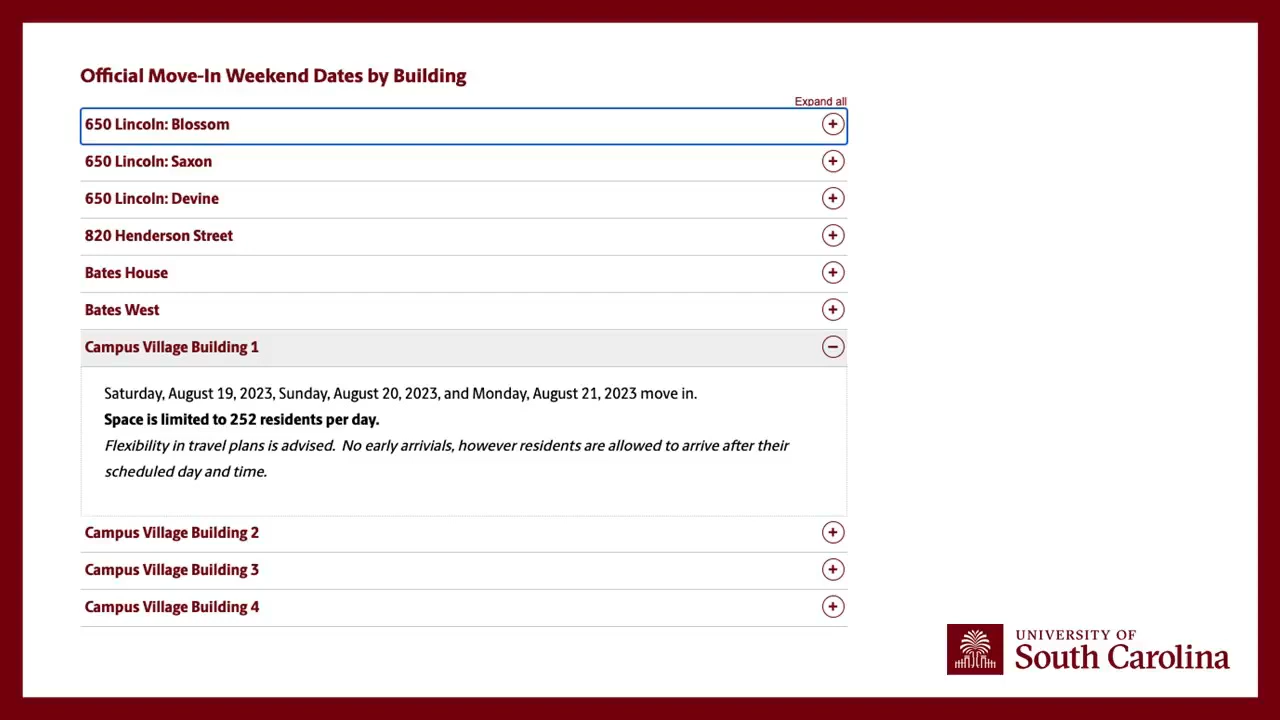 Official Move-In Weekend Dates by Building
Expand all
650 Lincoln: Blossom
650 Lincoln: Saxon
650 Lincoln: Devine
820 Henderson Street
Bates House
Bates West
Campus Village Building 1
Saturday, August 19, 2023, Sunday, August 20, 2023, and Monday, August 21, 2023 move in.
Space is limited to 252 residents per day.
Flexibility in travel plans is advised. No early arrivials, however residents are allowed to arrive after their
scheduled day and time.
Campus Village Building 2
Campus Village Building 3
Campus Village Building 4
UNIVERSITY OF
South Carolina